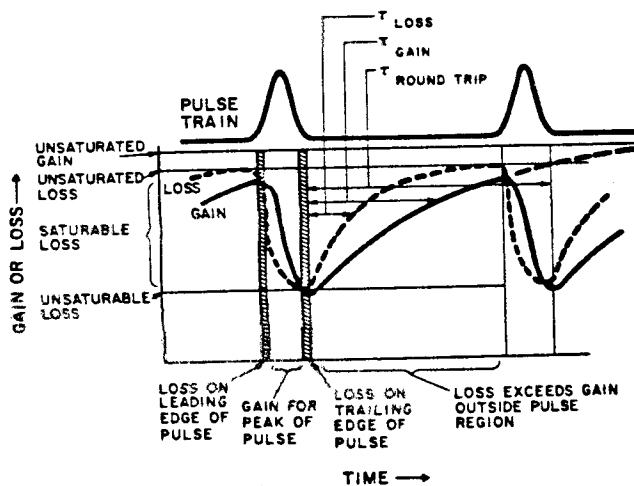 τ LOSS
τ GAIN
τ ROUND TRIP
PULSE
TRAIN
UNSATURATED
GAIN
UNSATURATED
LOSS
LOSS
GAIN
SATURABLE
LOSS
UNSATURABLE
LOSS
GAIN OR LOSS
LOSS ON
LEADING
EDGE OF
PULSE
GAIN FOR
PEAK OF
PULSE
LOSS ON
TRAILING
EDGE OF
PULSE
LOSS EXCEEDS GAIN
OUTSIDE PULSE
REGION
TIME